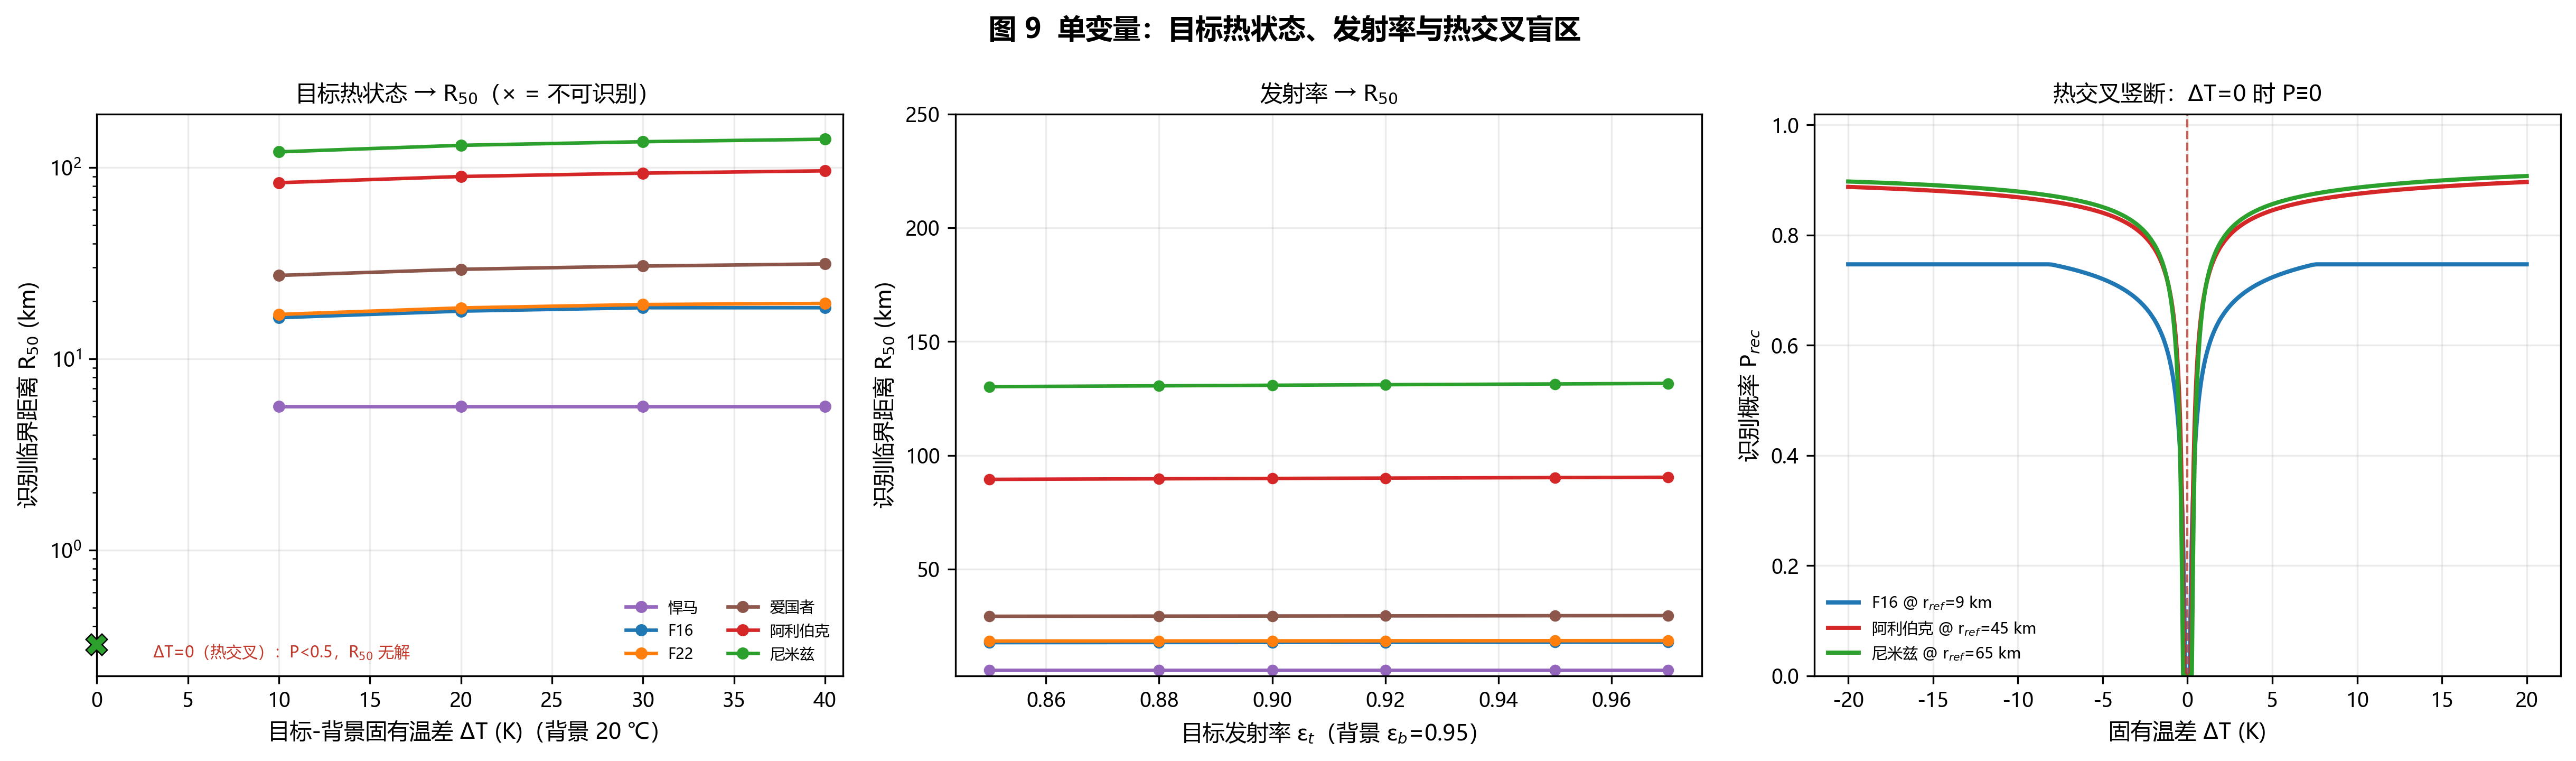 图 9 单变量：目标热状态、发射率与热交叉盲区
目标热状态 → R₅₀（× = 不可识别）
识别临界距离 R₅₀ (km)
10²
10¹
10⁰
悍马
F16
F22
爱国者
阿利伯克
尼米兹
ΔT=0（热交叉）：P<0.5，R₅₀ 无解
0 5 10 15 20 25 30 35 40
目标-背景固有温差 ΔT (K)（背景 20 ℃）
发射率 → R₅₀
识别临界距离 R₅₀ (km)
250
200
150
100
50
0.86 0.88 0.90 0.92 0.94 0.96
目标发射率 εₜ（背景 ε_b=0.95）
热交叉竖断：ΔT=0 时 P≡0
识别概率 P_rec
1.0
0.8
0.6
0.4
0.2
0.0
F16 @ r_ref=9 km
阿利伯克 @ r_ref=45 km
尼米兹 @ r_ref=65 km
-20 -15 -10 -5 0 5 10 15 20
固有温差 ΔT (K)